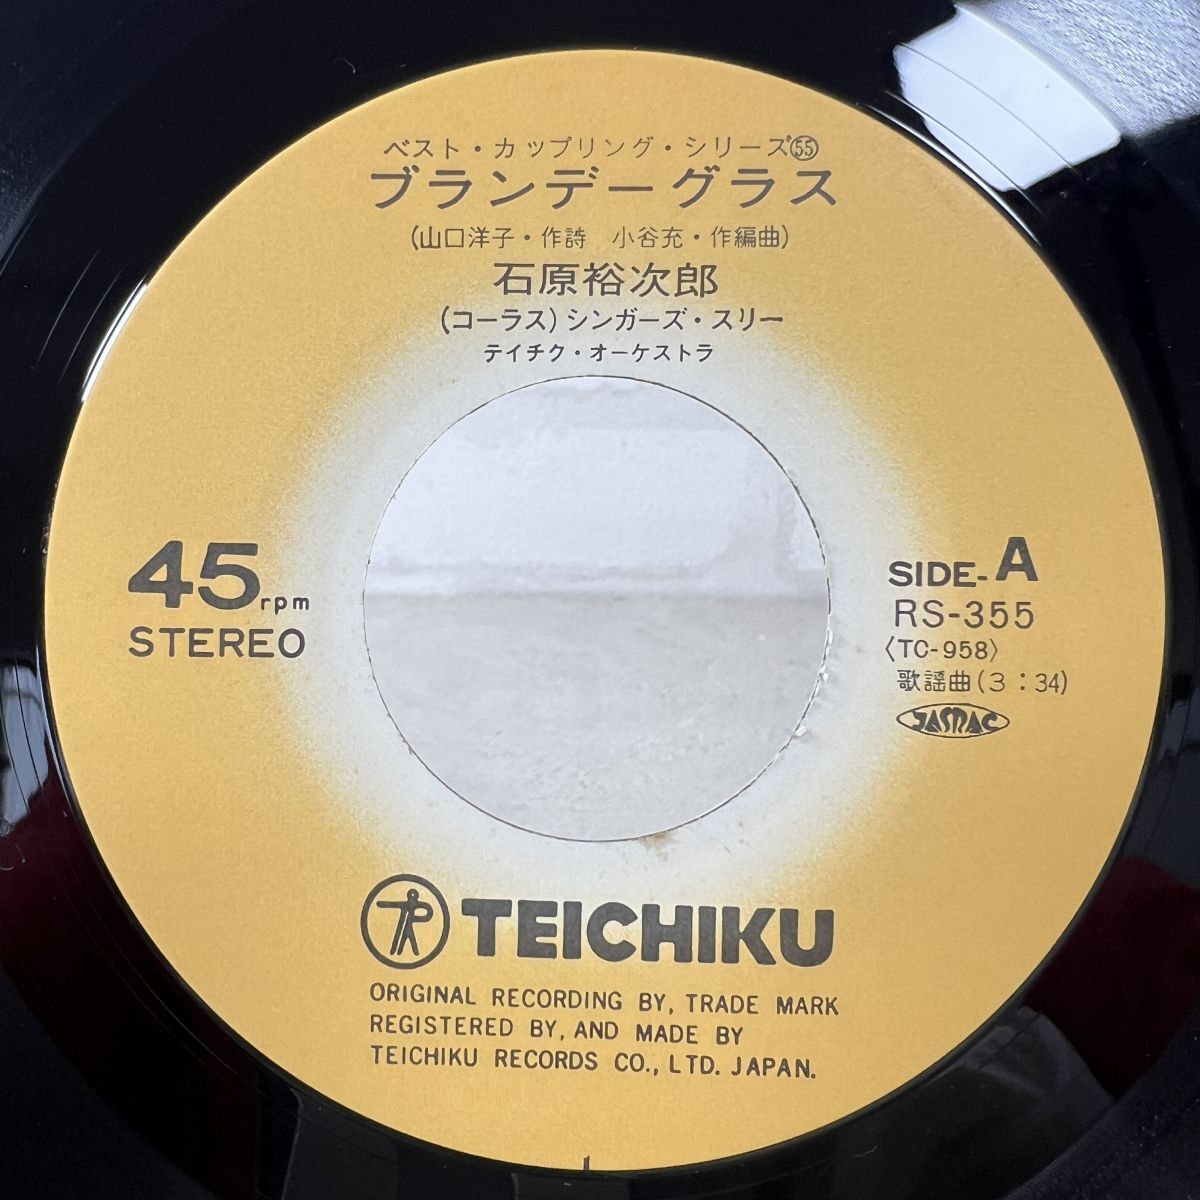 ベスト・カップリング・シリーズ㊺
ブランデーグラス
(山口洋子・作詩　小谷充・作編曲)
石原裕次郎
(コーラス)シンガーズ・スリー
テイチク・オーケストラ
45rpm
STEREO
SIDE-A
RS-355
〈TC-958〉
歌謡曲(3:34)
JASRAC
TEICHIKU
ORIGINAL RECORDING BY, TRADE MARK
REGISTERED BY, AND MADE BY
TEICHIKU RECORDS CO., LTD. JAPAN.